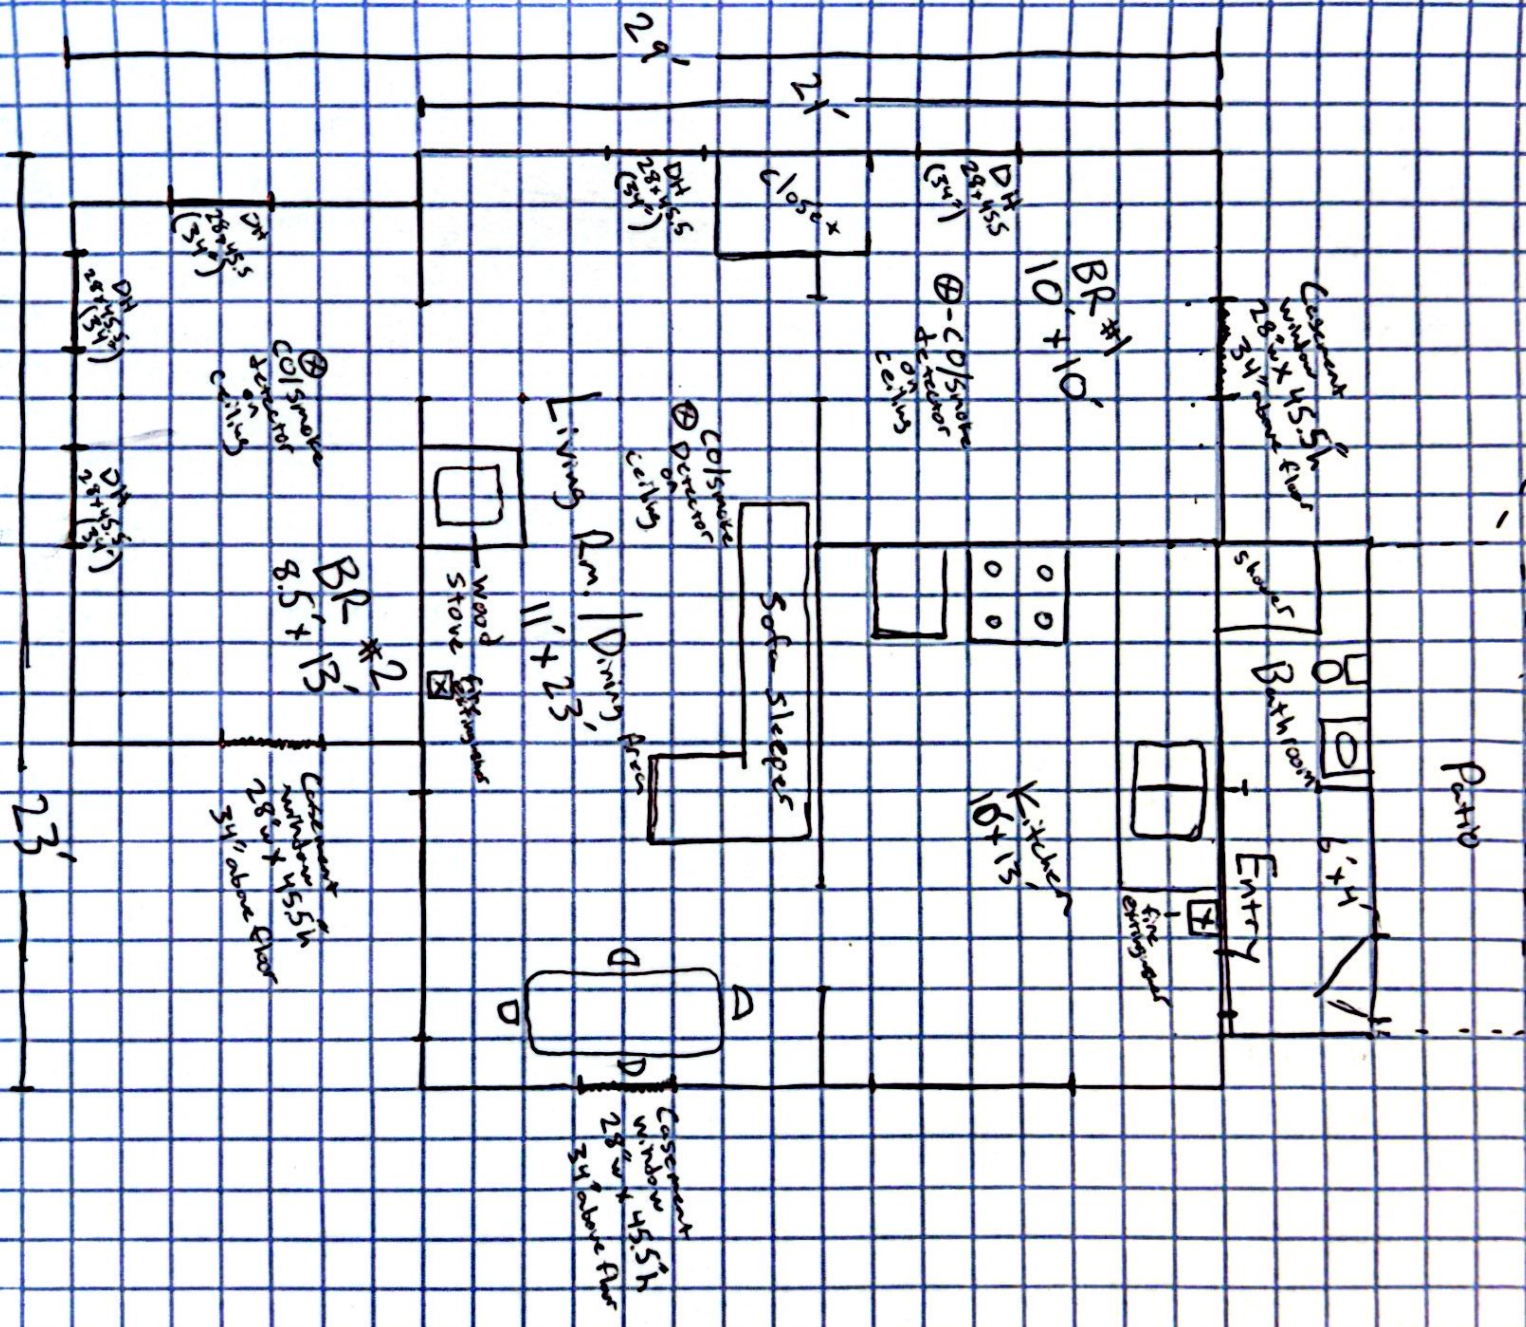 29'
21'
23'
DH
28x45.5
(34")
closet
DH
28x45.5
(34")
DH
28x45.5
(34")
DH
28x45.5
(34")
DH
28x45.5
(34")
CO/smoke
detector
on
ceiling
BR #2
8.5' x 13'
Casement
window
28"w x 45.5"h
34" above floor
wood
stove
fire
extinguisher
Living Rm. / Dining Area
11' x 23'
CO/smoke
Detector
on
ceiling
Sofa sleeper
BR #1
10' x 10'
-CO/smoke
detector
on
ceiling
Casement
window
28"w x 45.5"h
34" above floor
Kitchen
10' x 13'
fire
extinguisher
shower
Bathroom
6' x 4'
Entry
Patio
Casement
window
28"w x 45.5"h
34" above floor